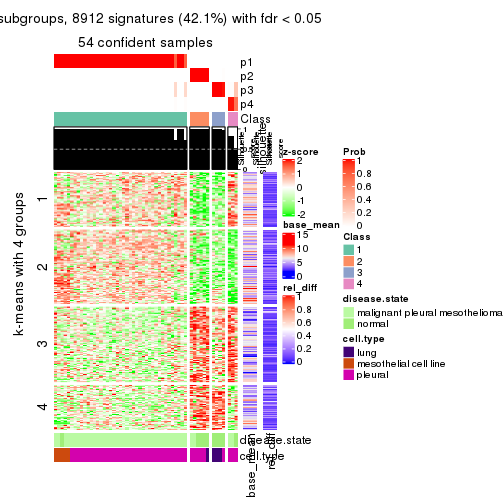 subgroups, 8912 signatures (42.1%) with fdr < 0.05
54 confident samples
p1
p2
p3
p4
Class
1
0
silhouette
score
k-means with 4 groups
1
2
3
4
disease.state
cell.type
base_mean
rel_diff
z-score
2
1
0
-1
-2
base_mean
15
10
5
0
rel_diff
1
0.8
0.6
0.4
0.2
0
Prob
1
0.8
0.6
0.4
0.2
0
Class
1
2
3
4
disease.state
malignant pleural mesothelioma
normal
cell.type
lung
mesothelial cell line
pleural